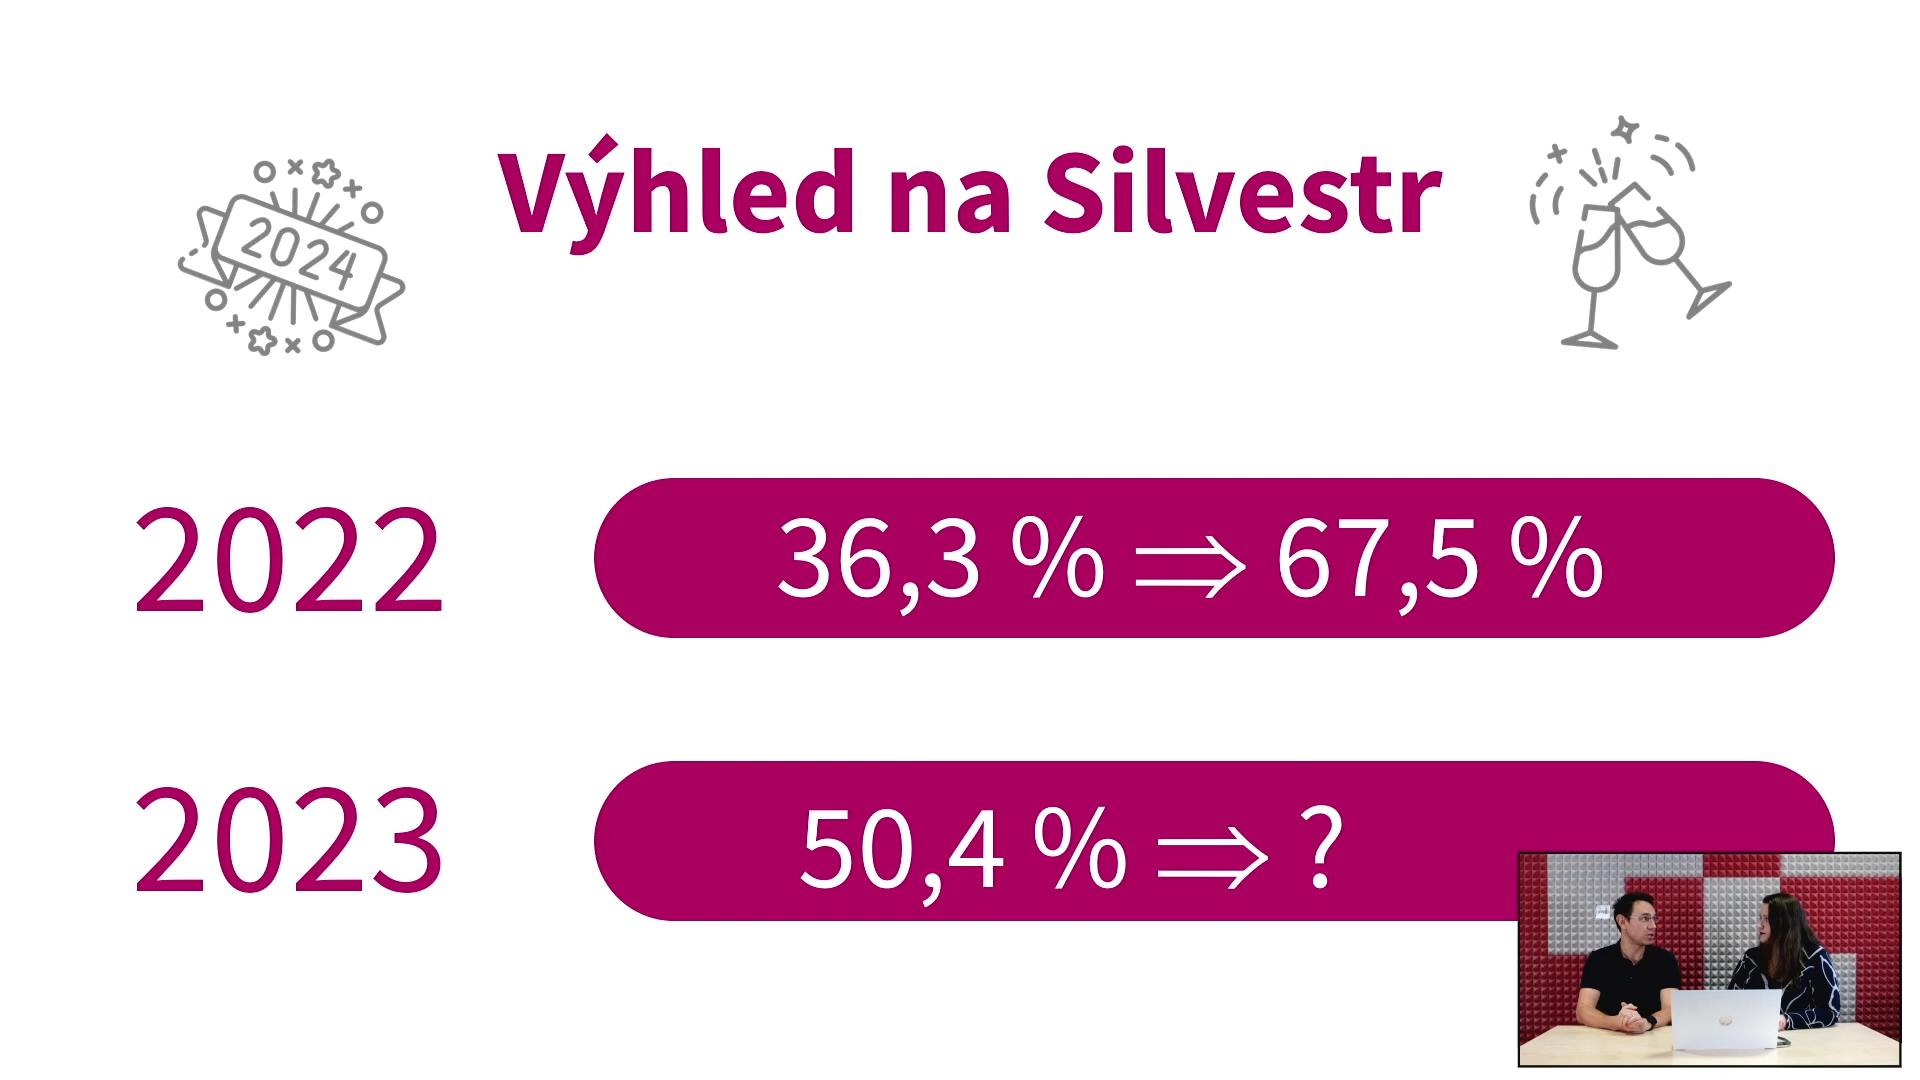 Výhled na Silvestr
2024
2022
36,3 % ⇒ 67,5 %
2023
50,4 % ⇒ ?